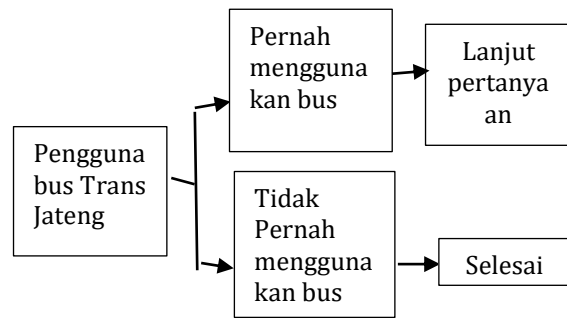 Pengguna
bus Trans
Jateng
Pernah
mengguna
kan bus
Lanjut
pertanya
an
Tidak
Pernah
mengguna
kan bus
Selesai